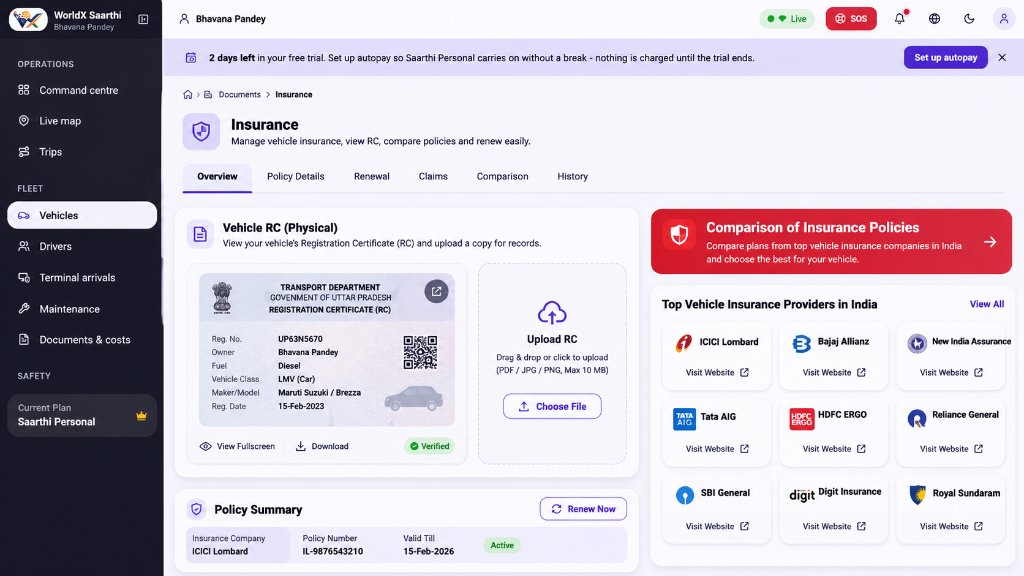 WorldX Saarthi
Bhavana Pandey
OPERATIONS
Command centre
Live map
Trips
FLEET
Vehicles
Drivers
Terminal arrivals
Maintenance
Documents & costs
SAFETY
Current Plan
Saarthi Personal
Bhavana Pandey
Live
SOS
2 days left in your free trial. Set up autopay so Saarthi Personal carries on without a break - nothing is charged until the trial ends.
Set up autopay
Documents > Insurance
Insurance
Manage vehicle insurance, view RC, compare policies and renew easily.
Overview Policy Details Renewal Claims Comparison History
Vehicle RC (Physical)
View your vehicle's Registration Certificate (RC) and upload a copy for records.
TRANSPORT DEPARTMENT
GOVENMENT OF UTTAR PRADESH
REGISTRATION CERTIFICATE (RC)
Reg. No. UP63N5670
Owner Bhavana Pandey
Fuel Diesel
Vehicle Class LMV (Car)
Maker/Model Maruti Suzuki / Brezza
Reg. Date 15-Feb-2023
View Fullscreen Download Verified
Upload RC
Drag & drop or click to upload
(PDF / JPG / PNG, Max 10 MB)
Choose File
Policy Summary
Renew Now
Insurance Company Policy Number Valid Till
ICICI Lombard IL-9876543210 15-Feb-2026 Active
Comparison of Insurance Policies
Compare plans from top vehicle insurance companies in India
and choose the best for your vehicle.
Top Vehicle Insurance Providers in India View All
ICICI Lombard Bajaj Allianz New India Assurance
Visit Website Visit Website Visit Website
TATA AIG Tata AIG HDFC ERGO HDFC ERGO Reliance General
Visit Website Visit Website Visit Website
SBI General digit Digit Insurance Royal Sundaram
Visit Website Visit Website Visit Website